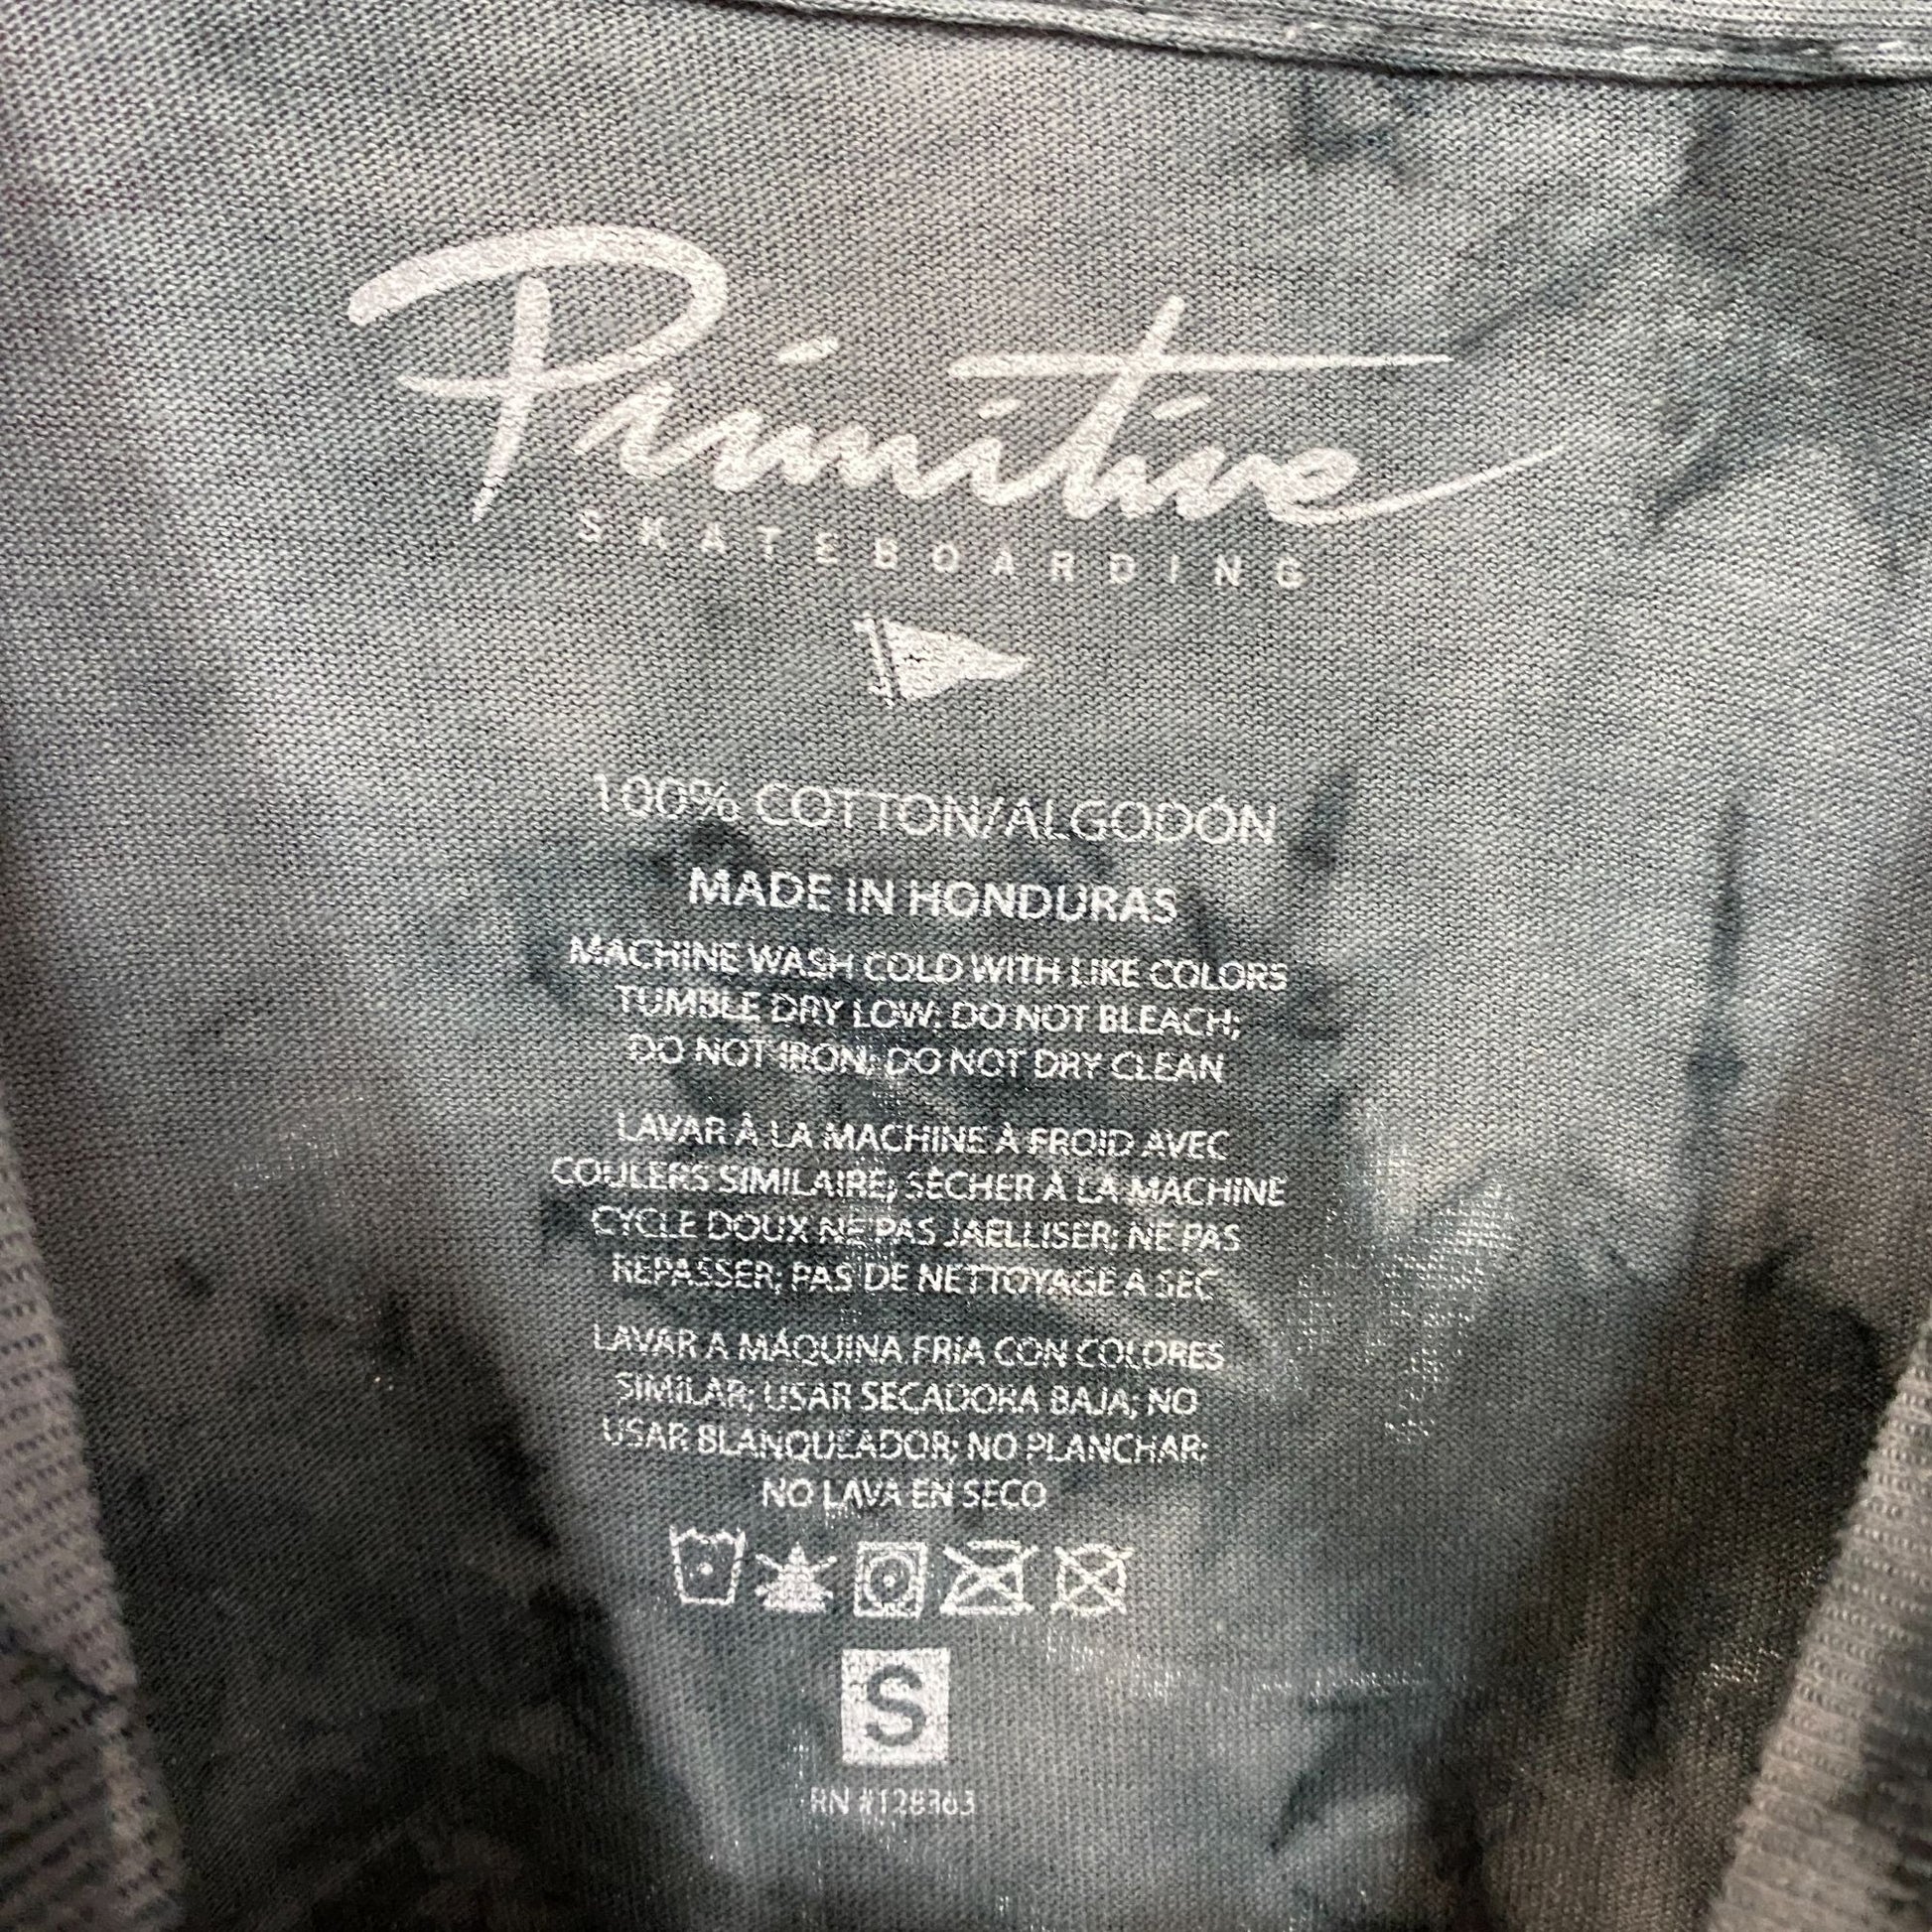 Primitive
SKATEBOARDING
100% COTTON/ALGODÓN
MADE IN HONDURAS
MACHINE WASH COLD WITH LIKE COLORS
TUMBLE DRY LOW; DO NOT BLEACH;
DO NOT IRON; DO NOT DRY CLEAN
LAVAR À LA MACHINE À FROID AVEC
COULERS SIMILAIRE; SÉCHER À LA MACHINE
CYCLE DOUX NE PAS JAELLISER; NE PAS
REPASSER; PAS DE NETTOYAGE A SEC
LAVAR A MÁQUINA FRIA CON COLORES
SIMILAR; USAR SECADORA BAJA; NO
USAR BLANQUEADOR; NO PLANCHAR;
NO LAVA EN SECO
S
RN #128363